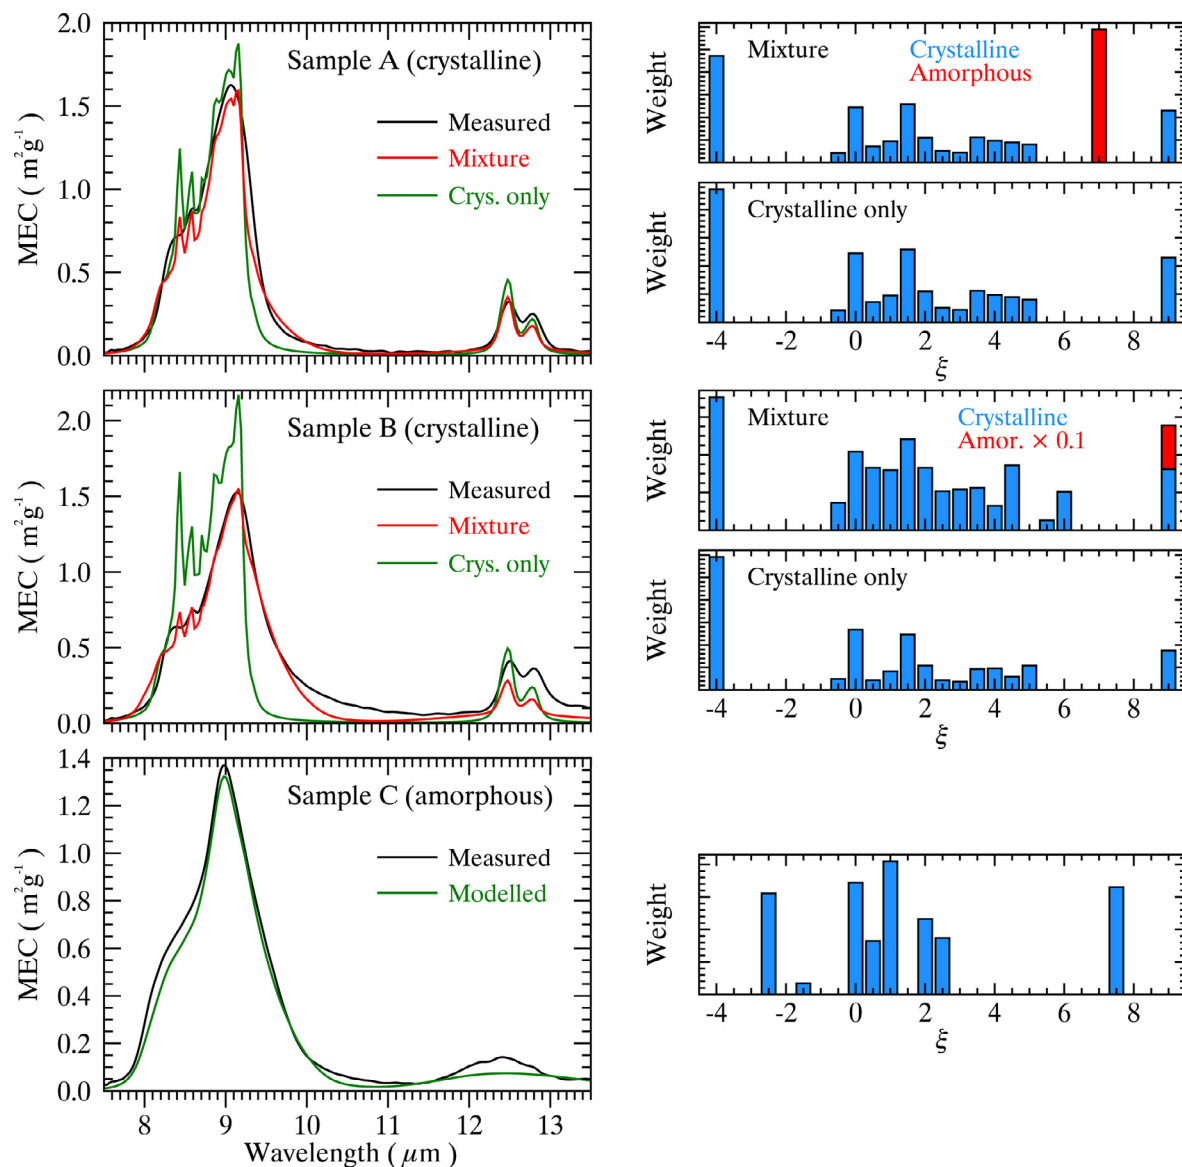 2.0
Sample A (crystalline)
1.5
Measured
Mixture
1.0
Crys. only
0.5
0.0
MEC ( m²g⁻¹ )
Mixture
Crystalline
Amorphous
Weight
Crystalline only
Weight
-4 -2 0 2 4 6 8
ξ
2.0
Sample B (crystalline)
1.5
Measured
Mixture
1.0
Crys. only
0.5
0.0
MEC ( m²g⁻¹ )
Mixture
Crystalline
Amor. × 0.1
Weight
Crystalline only
Weight
-4 -2 0 2 4 6 8
ξ
1.4
Sample C (amorphous)
1.2
1.0
Measured
Modelled
0.8
0.6
0.4
0.2
0.0
MEC ( m²g⁻¹ )
8 9 10 11 12 13
Wavelength ( μm )
Weight
-4 -2 0 2 4 6 8
ξ